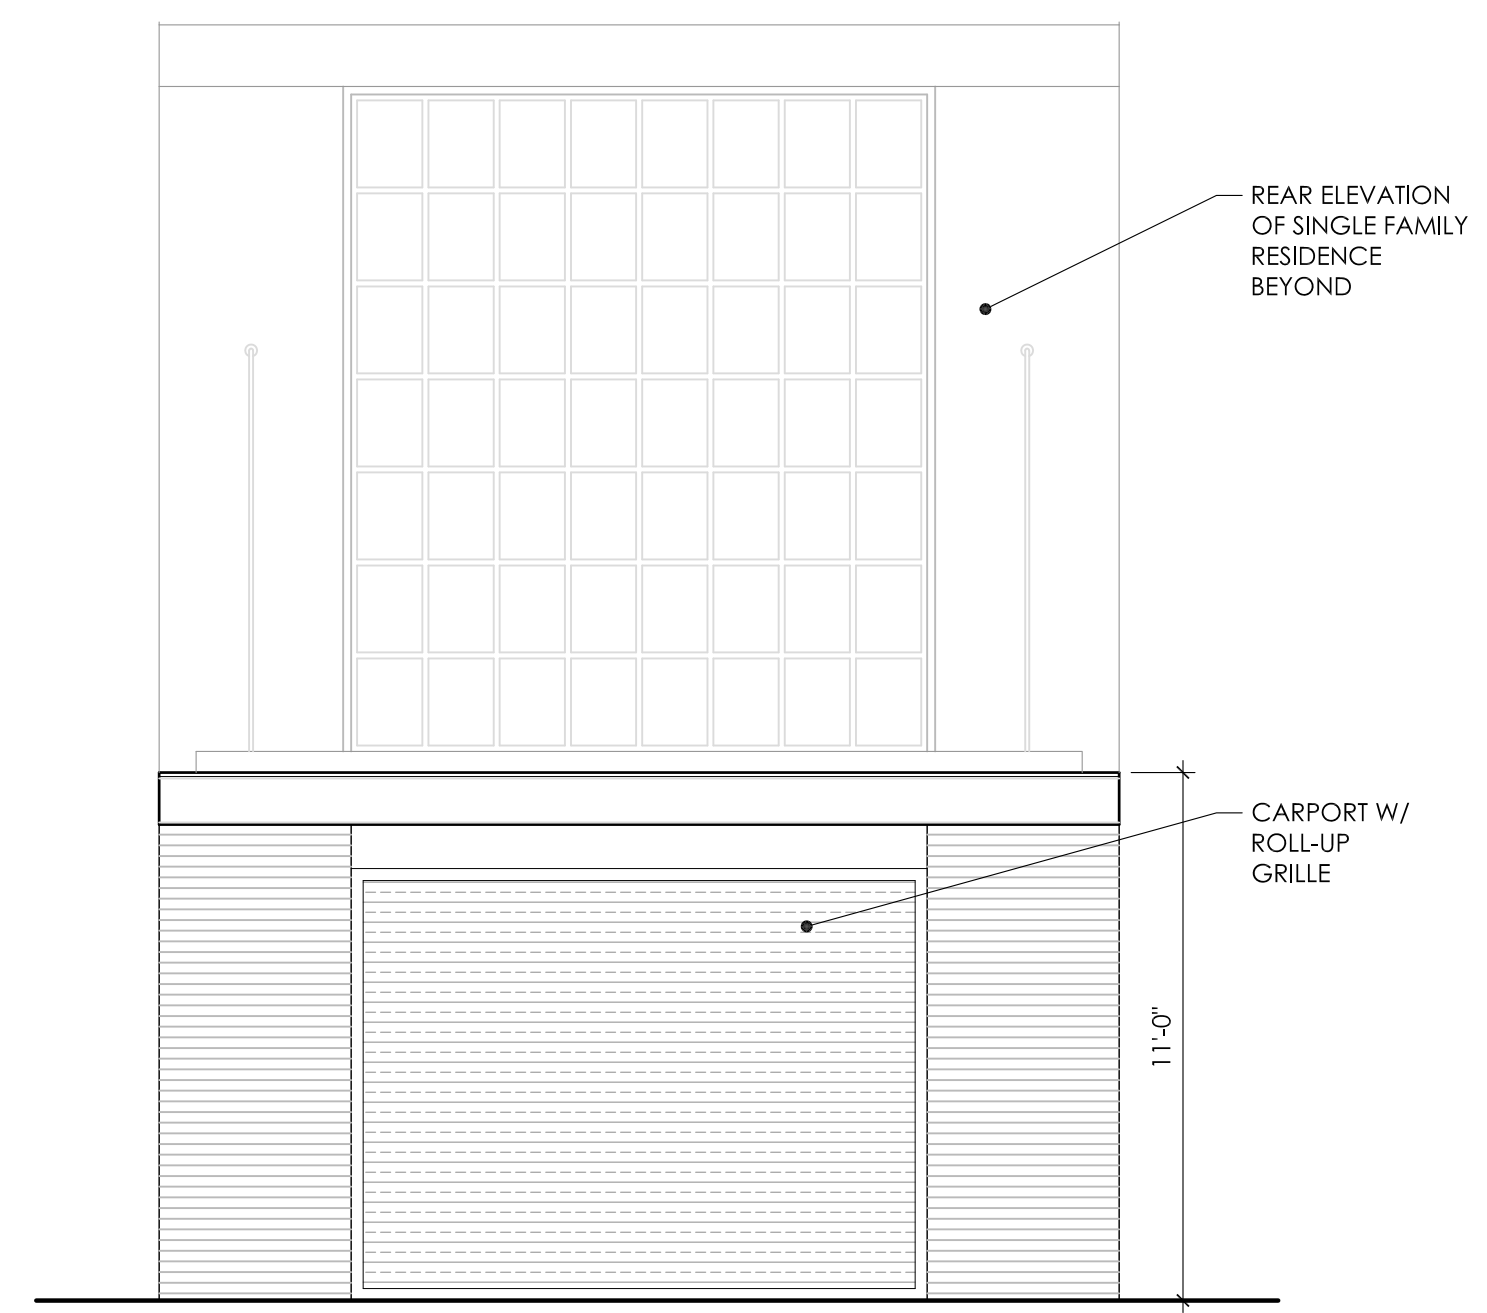 REAR ELEVATION
OF SINGLE FAMILY
RESIDENCE
BEYOND
CARPORT W/
ROLL-UP
GRILLE
11'-0"